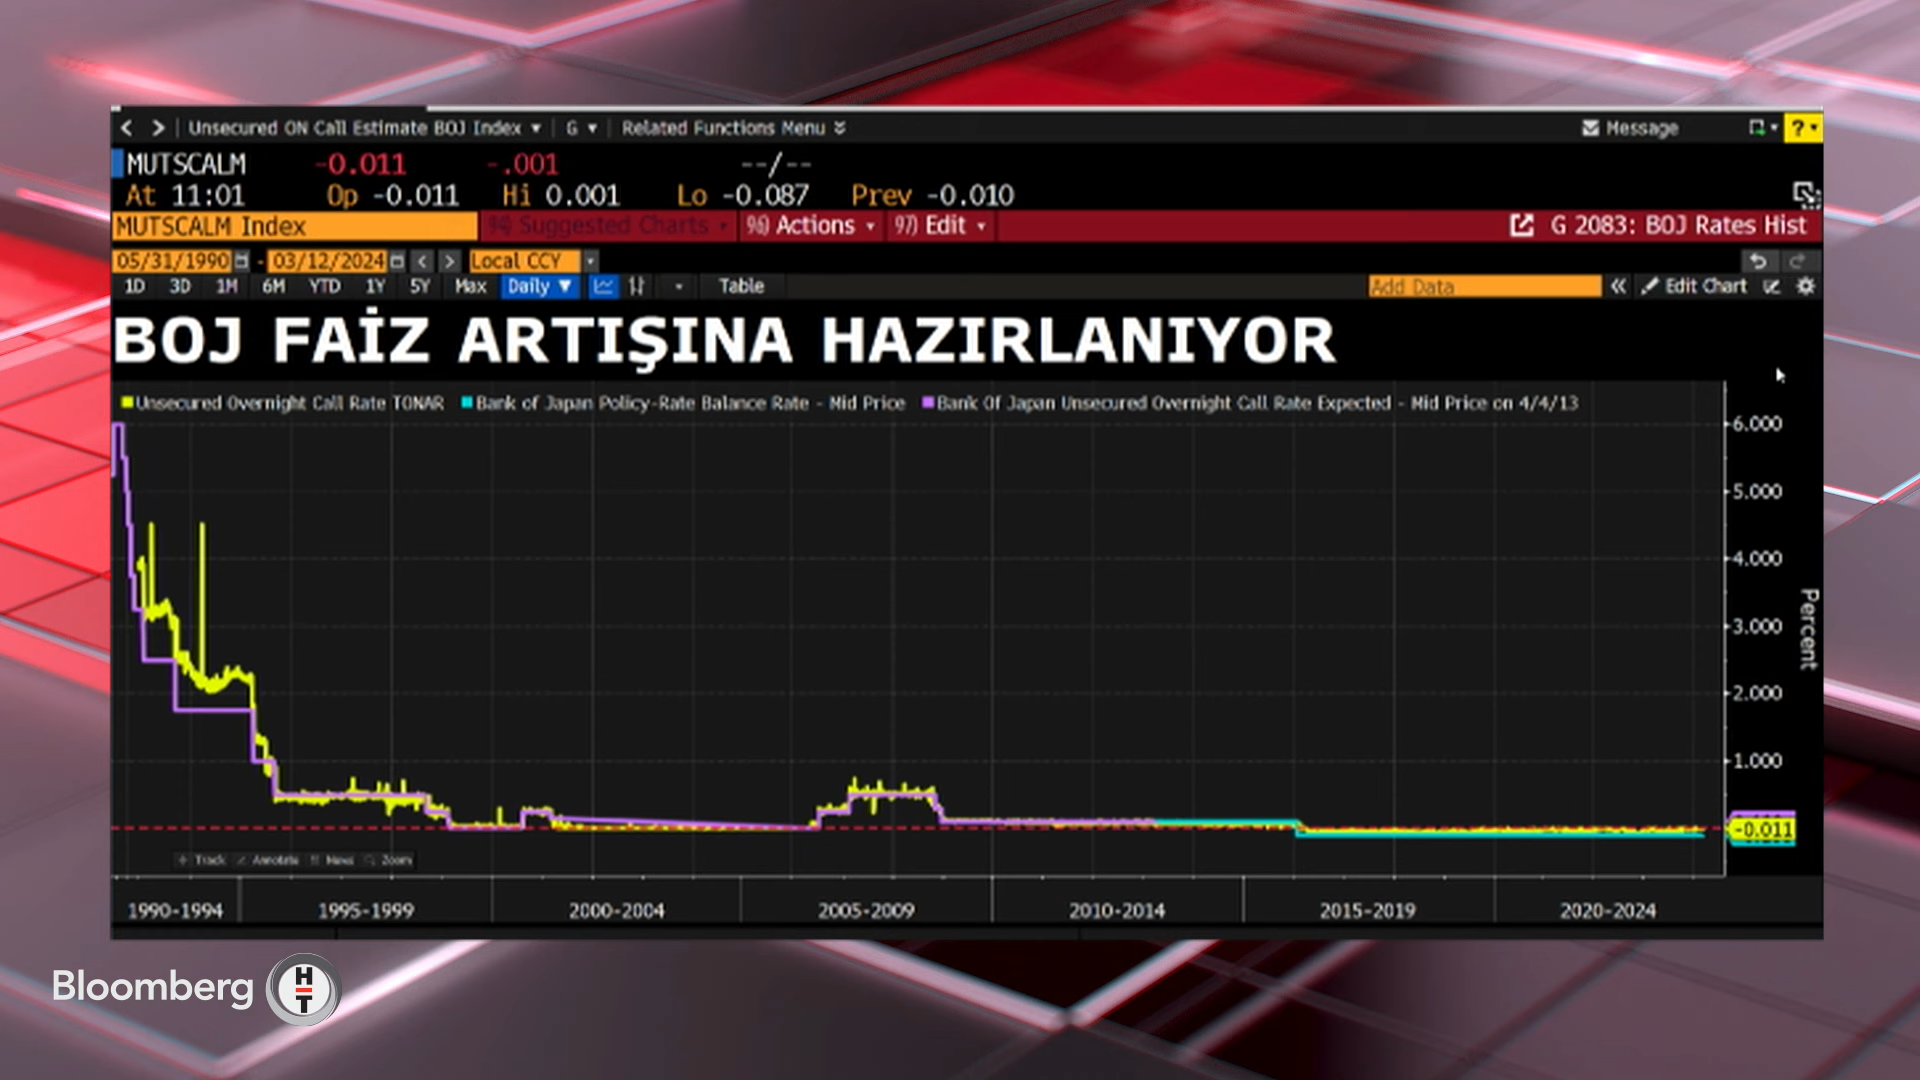 Unsecured ON Call Estimate BOJ Index G Related Functions Menu Message ?
MUTSCALM -0.011 -.001 --/--
At 11:01 Op -0.011 Hi 0.001 Lo -0.087 Prev -0.010
MUTSCALM Index 94) Suggested Charts 96) Actions 97) Edit G 2083: BOJ Rates Hist
05/31/1990 - 03/12/2024 Local CCY
1D 3D 1M 6M YTD 1Y 5Y Max Daily Table Add Data « Edit Chart
BOJ FAİZ ARTIŞINA HAZIRLANIYOR
Unsecured Overnight Call Rate TONAR Bank of Japan Policy-Rate Balance Rate - Mid Price Bank Of Japan Unsecured Overnight Call Rate Expected - Mid Price on 4/4/13
6.000
5.000
4.000
3.000
2.000
1.000
-0.011
Percent
Track Annotate News Zoom
1990-1994 1995-1999 2000-2004 2005-2009 2010-2014 2015-2019 2020-2024
Bloomberg HT